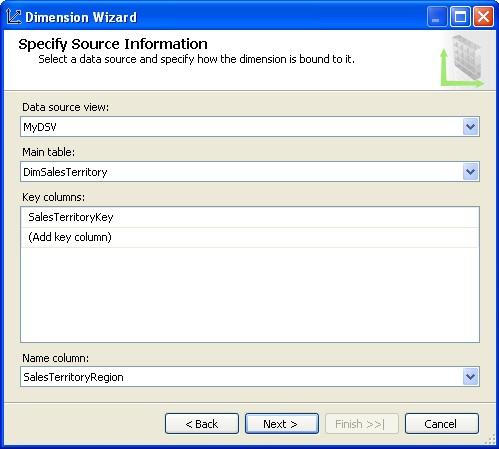 Dimension Wizard
Specify Source Information
Select a data source and specify how the dimension is bound to it.
Data source view:
MyDSV
Main table:
DimSalesTerritory
Key columns:
SalesTerritoryKey
(Add key column)
Name column:
SalesTerritoryRegion
< Back
Next >
Finish >>|
Cancel